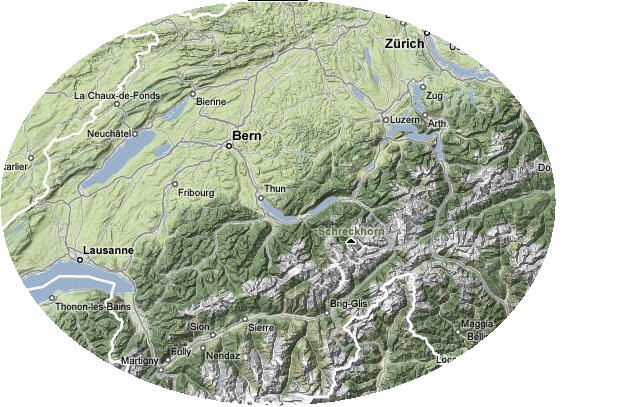 Zürich
La Chaux-de-Fonds
Bienne
Zug
Neuchâtel
Luzern
Arth
Bern
Fribourg
Thun
Schreckhorn
Lausanne
Thonon-les-Bains
Brig-Glis
Sion
Sierre
Maggia
Fully
Nendaz
Martigny